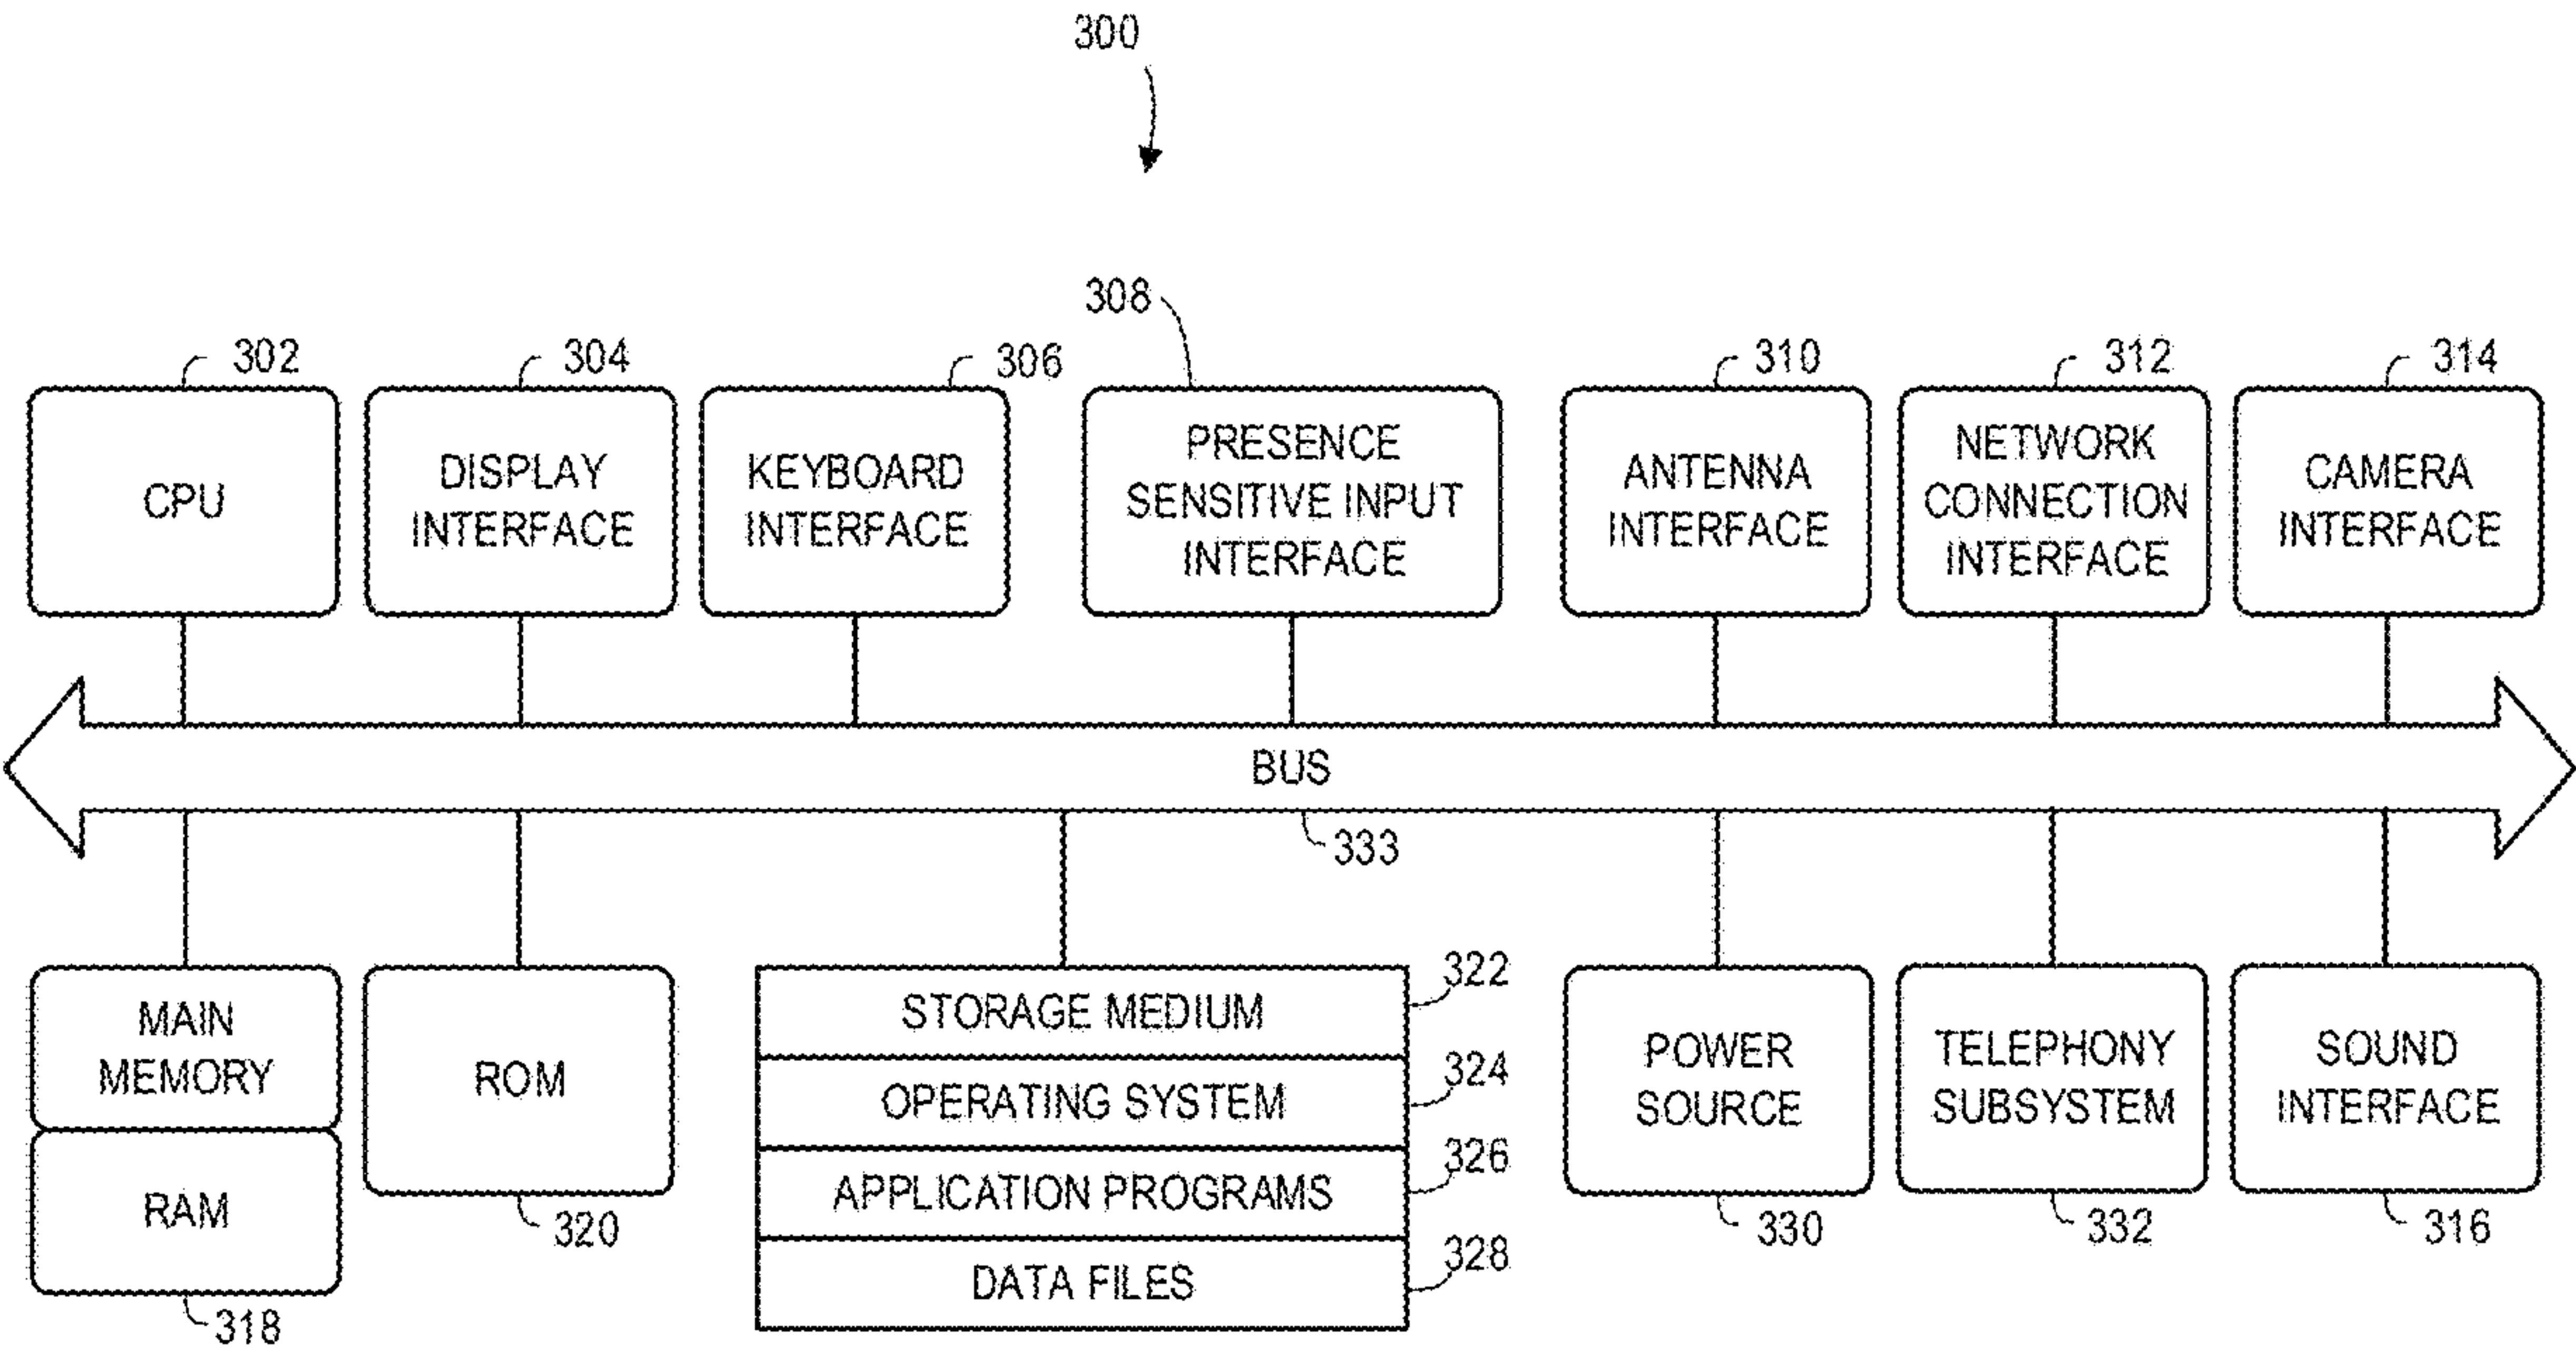 300
308
302
304
306
310
312
314
CPU
DISPLAY
INTERFACE
KEYBOARD
INTERFACE
PRESENCE
SENSITIVE INPUT
INTERFACE
ANTENNA
INTERFACE
NETWORK
CONNECTION
INTERFACE
CAMERA
INTERFACE
BUS
333
MAIN
MEMORY
RAM
318
ROM
320
STORAGE MEDIUM
322
OPERATING SYSTEM
324
APPLICATION PROGRAMS
326
DATA FILES
328
POWER
SOURCE
330
TELEPHONY
SUBSYSTEM
332
SOUND
INTERFACE
316